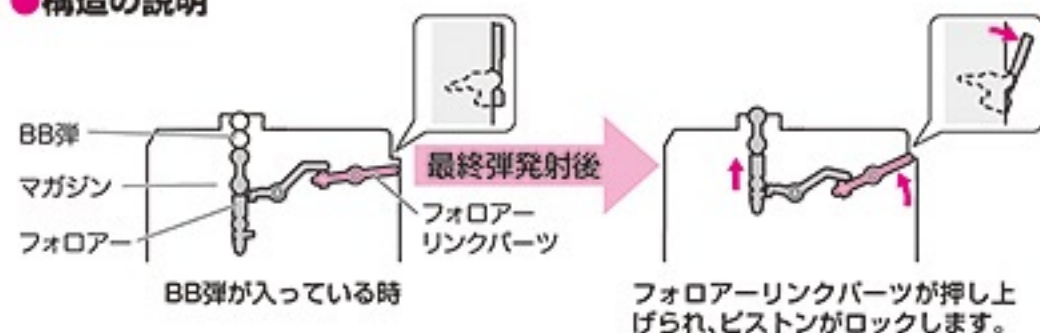 ●構造の説明
BB弾
マガジン
フォロアー
最終弾発射後
フォロアー
リンクパーツ
BB弾が入っている時
フォロアーリンクパーツが押し上
げられ、ピストンがロックします。